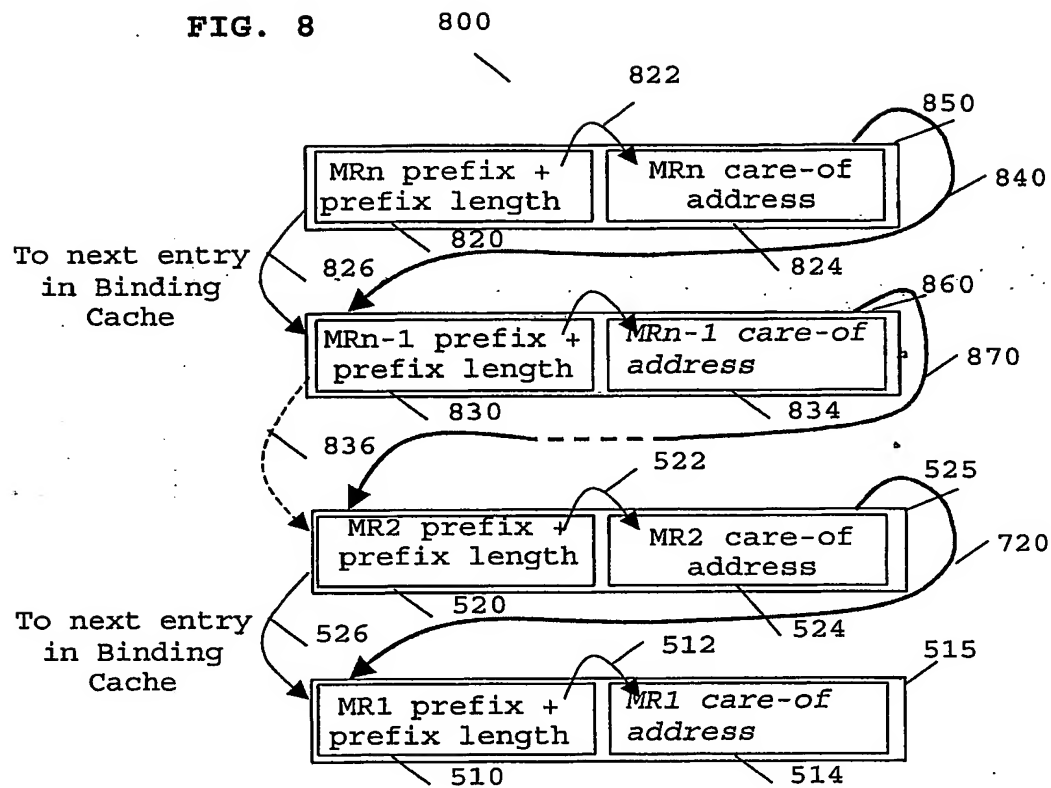 FIG. 8
800
822
850
MRn prefix +
prefix length
MRn care-of
address
840
820
824
To next entry
in Binding
Cache
826
860
MRn-1 prefix +
prefix length
MRn-1 care-of
address
870
830
834
836
522
525
MR2 prefix +
prefix length
MR2 care-of
address
720
520
524
To next entry
in Binding
Cache
526
512
515
MR1 prefix +
prefix length
MR1 care-of
address
510
514